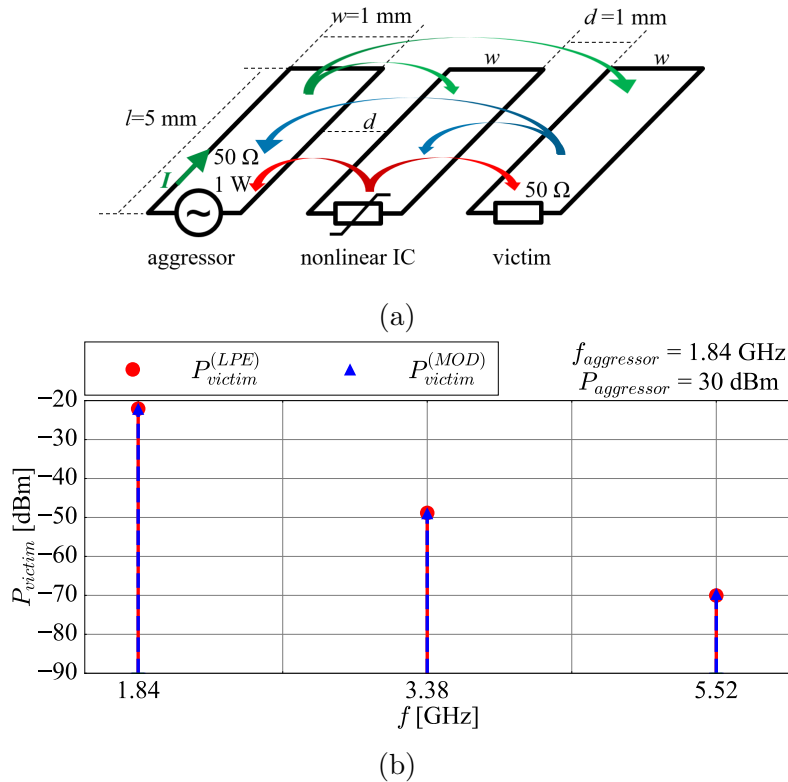 w=1 mm
d=1 mm
w
w
l=5 mm
d
50 Ω
I
1 W
50 Ω
aggressor
nonlinear IC
victim
(a)
P_{victim}^{(LPE)} P_{victim}^{(MOD)}
f_{aggressor} = 1.84 GHz
P_{aggressor} = 30 dBm
P_{victim} [dBm]
−20
−30
−40
−50
−60
−70
−80
−90
1.84 3.38 5.52
f [GHz]
(b)